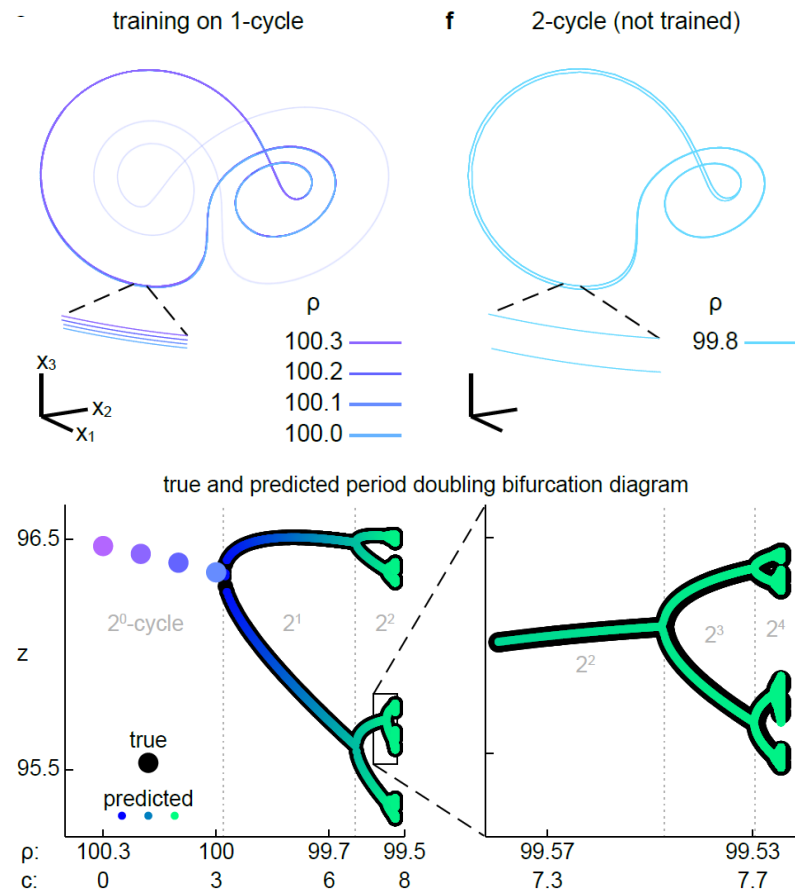 training on 1-cycle
f 2-cycle (not trained)
ρ
100.3
100.2
100.1
100.0
x₃
x₂
x₁
ρ
99.8
true and predicted period doubling bifurcation diagram
96.5
z
95.5
2⁰-cycle
2¹
2²
true
predicted
2²
2³
2⁴
ρ: 100.3 100 99.7 99.5 99.57 99.53
c: 0 3 6 8 7.3 7.7